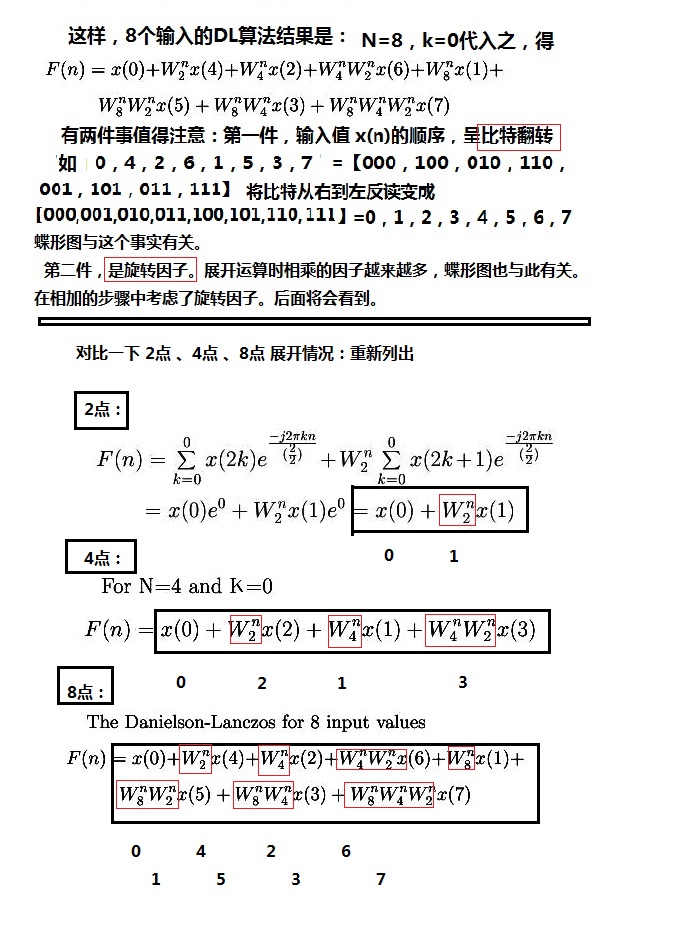 这样，8个输入的DL算法结果是： N=8，k=0代入之，得
F(n) = x(0)+W_2^n x(4)+W_4^n x(2)+W_4^n W_2^n x(6)+W_8^n x(1)+
W_8^n W_2^n x(5) + W_8^n W_4^n x(3) + W_8^n W_4^n W_2^n x(7)
有两件事值得注意：第一件，输入值 x(n)的顺序，呈比特翻转
如 0，4，2，6，1，5，3，7 =【000，100，010，110，
001，101，011，111】 将比特从右到左反读变成
[000,001,010,011,100,101,110,111】=0，1，2，3，4，5，6，7
蝶形图与这个事实有关。
第二件，是旋转因子。展开运算时相乘的因子越来越多，蝶形图也与此有关。
在相加的步骤中考虑了旋转因子。后面将会看到。
对比一下 2点 、4点 、8点 展开情况：重新列出
2点：
F(n) = \sum_{k=0}^{0} x(2k)e^{\frac{-j2πkn}{(\frac{2}{2})}} + W_2^n \sum_{k=0}^{0} x(2k+1)e^{\frac{-j2πkn}{(\frac{2}{2})}}
= x(0)e^0 + W_2^n x(1)e^0 = x(0) + W_2^n x(1)
0 1
4点：
For N=4 and K=0
F(n) = x(0) + W_2^n x(2) + W_4^n x(1) + W_4^n W_2^n x(3)
0 2 1 3
8点：
The Danielson-Lanczos for 8 input values
F(n) = x(0)+W_2^n x(4)+W_4^n x(2)+W_4^n W_2^n x(6)+W_8^n x(1)+
W_8^n W_2^n x(5) + W_8^n W_4^n x(3) + W_8^n W_4^n W_2^n x(7)
0 4 2 6
1 5 3 7